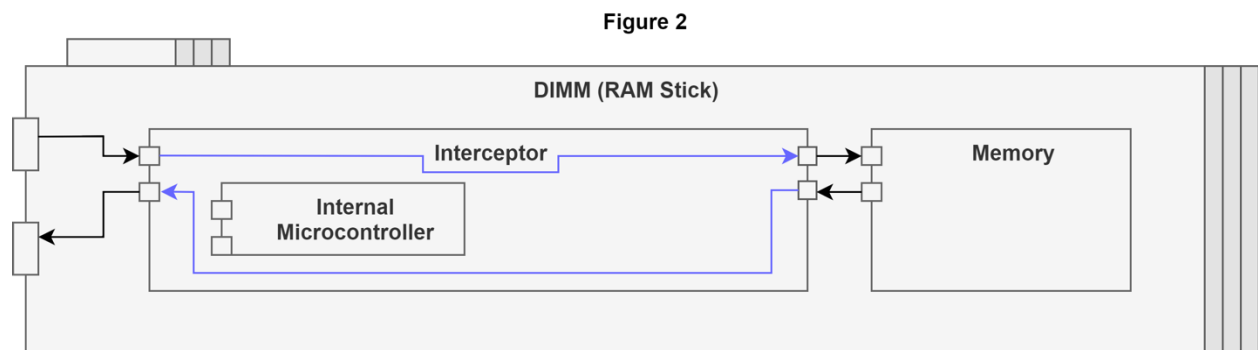 Figure 2
DIMM (RAM Stick)
Interceptor
Memory
Internal
Microcontroller